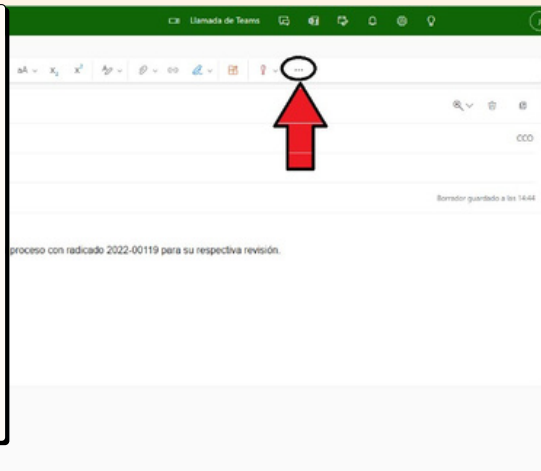 Llamada de Teams
aA x₂ x² ...
CCO
Borrador guardado a las 14:44
proceso con radicado 2022-00119 para su respectiva revisión.